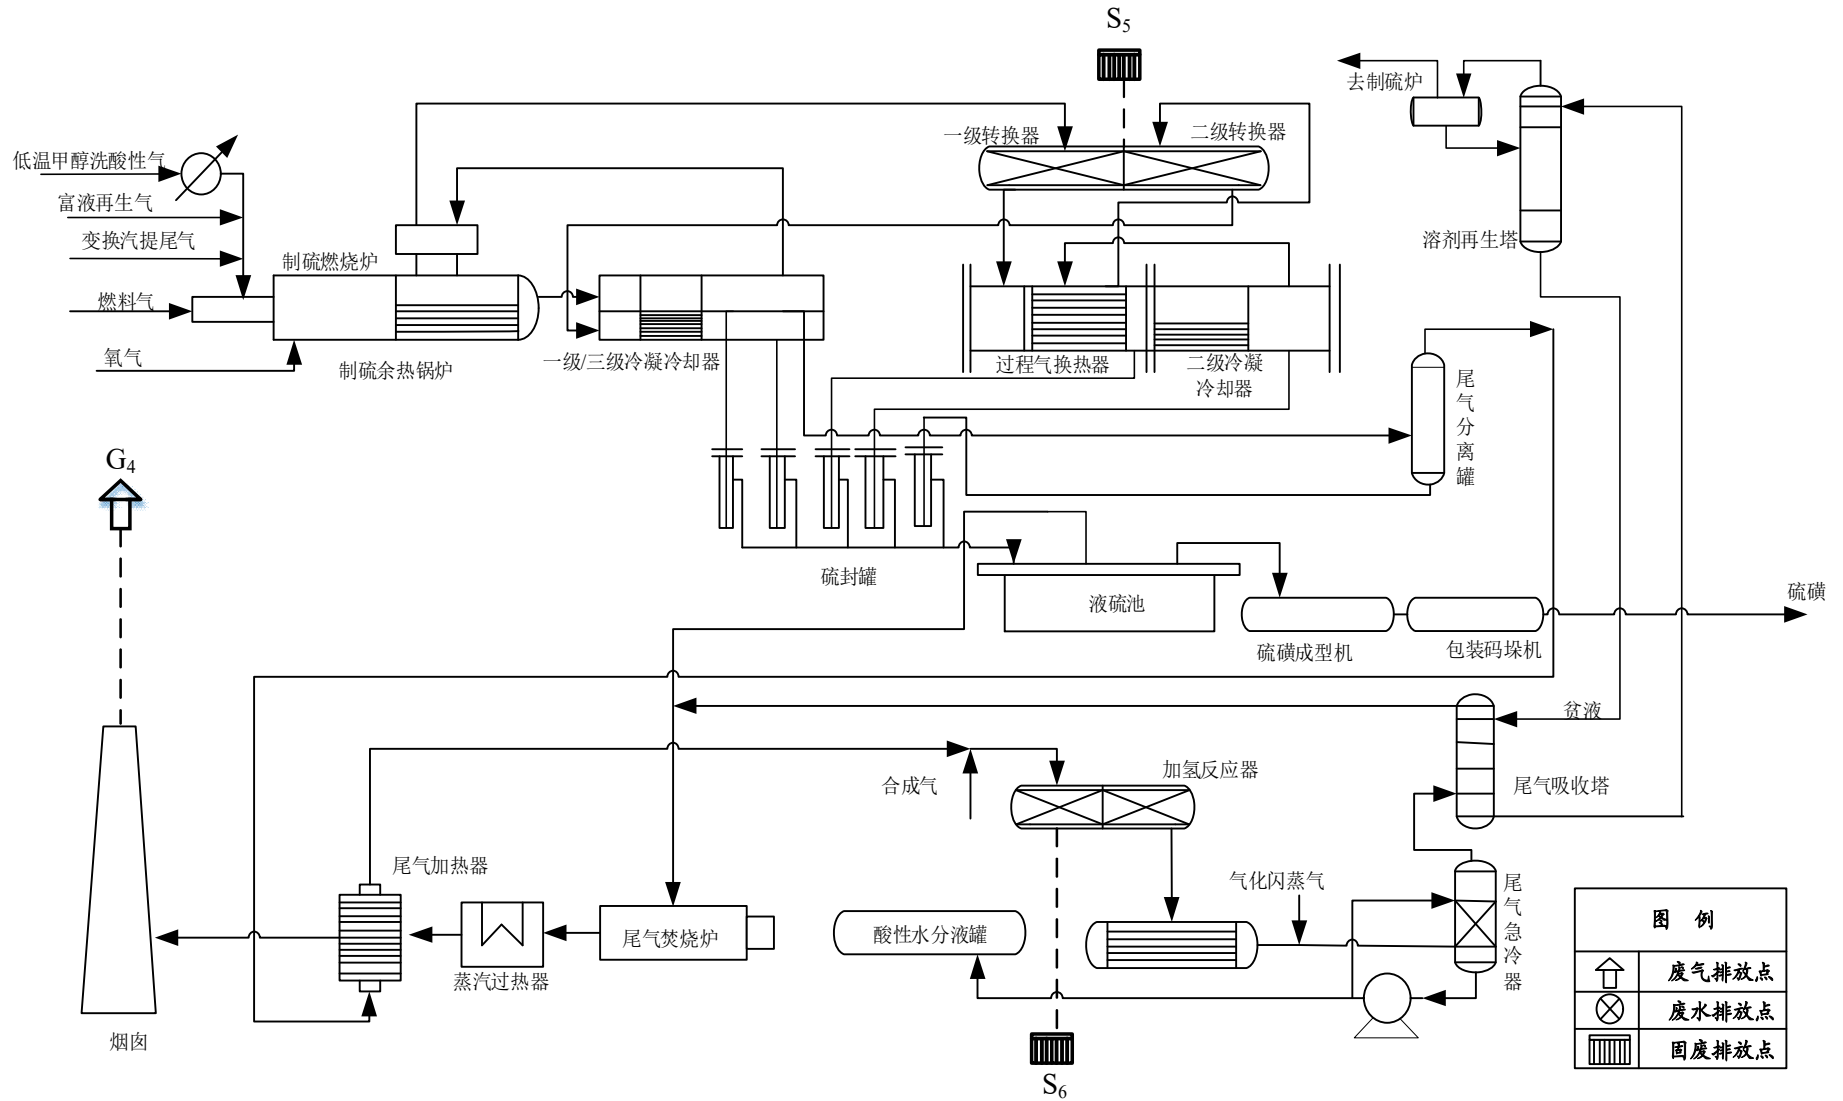 S5
去制硫炉
一级转换器
二级转换器
低温甲醇洗酸性气
富液再生气
变换汽提尾气
溶剂再生塔
制硫燃烧炉
燃料气
氧气
制硫余热锅炉
一级/三级冷凝冷却器
过程气换热器
二级冷凝
冷却器
尾气分离罐
G4
硫封罐
液硫池
硫磺
硫磺成型机
包装码垛机
贫液
合成气
加氢反应器
尾气吸收塔
尾气加热器
气化闪蒸气
尾气急冷器
酸性水分液罐
尾气焚烧炉
蒸汽过热器
烟囱
S6
图 例
废气排放点
废水排放点
固废排放点